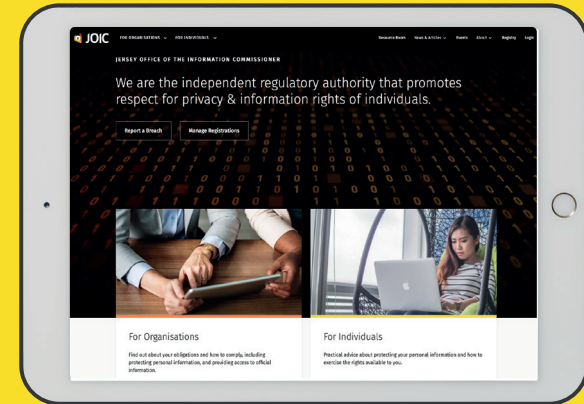 JOIC FOR ORGANISATIONS FOR INDIVIDUALS Resource Room News & Articles Events About Registry Login
JERSEY OFFICE OF THE INFORMATION COMMISSIONER
We are the independent regulatory authority that promotes
respect for privacy & information rights of individuals.
Report a Breach Manage Registrations
For Organisations
Find out about your obligations and how to comply, including
protecting personal information, and providing access to official
information.
For Individuals
Practical advice about protecting your personal information and how to
exercise the rights available to you.